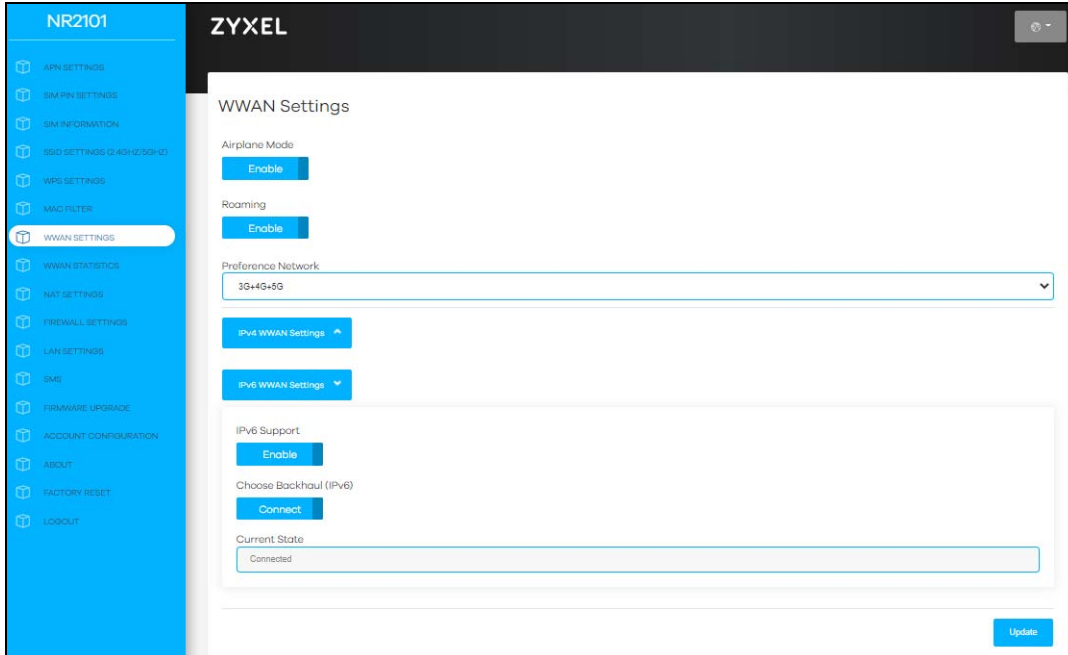 NR2101
ZYXEL
APN SETTINGS
SIM PIN SETTINGS
SIM INFORMATION
SSID SETTINGS (2.4GHZ/5GHZ)
WPS SETTINGS
MAC FILTER
WWAN SETTINGS
WWAN STATISTICS
NAT SETTINGS
FIREWALL SETTINGS
LAN SETTINGS
SMS
FIRMWARE UPGRADE
ACCOUNT CONFIGURATION
ABOUT
FACTORY RESET
LOGOUT
WWAN Settings
Airplane Mode
Enable
Roaming
Enable
Preference Network
3G+4G+5G
IPv4 WWAN Settings
IPv6 WWAN Settings
IPv6 Support
Enable
Choose Backhaul (IPv6)
Connect
Current State
Connected
Update